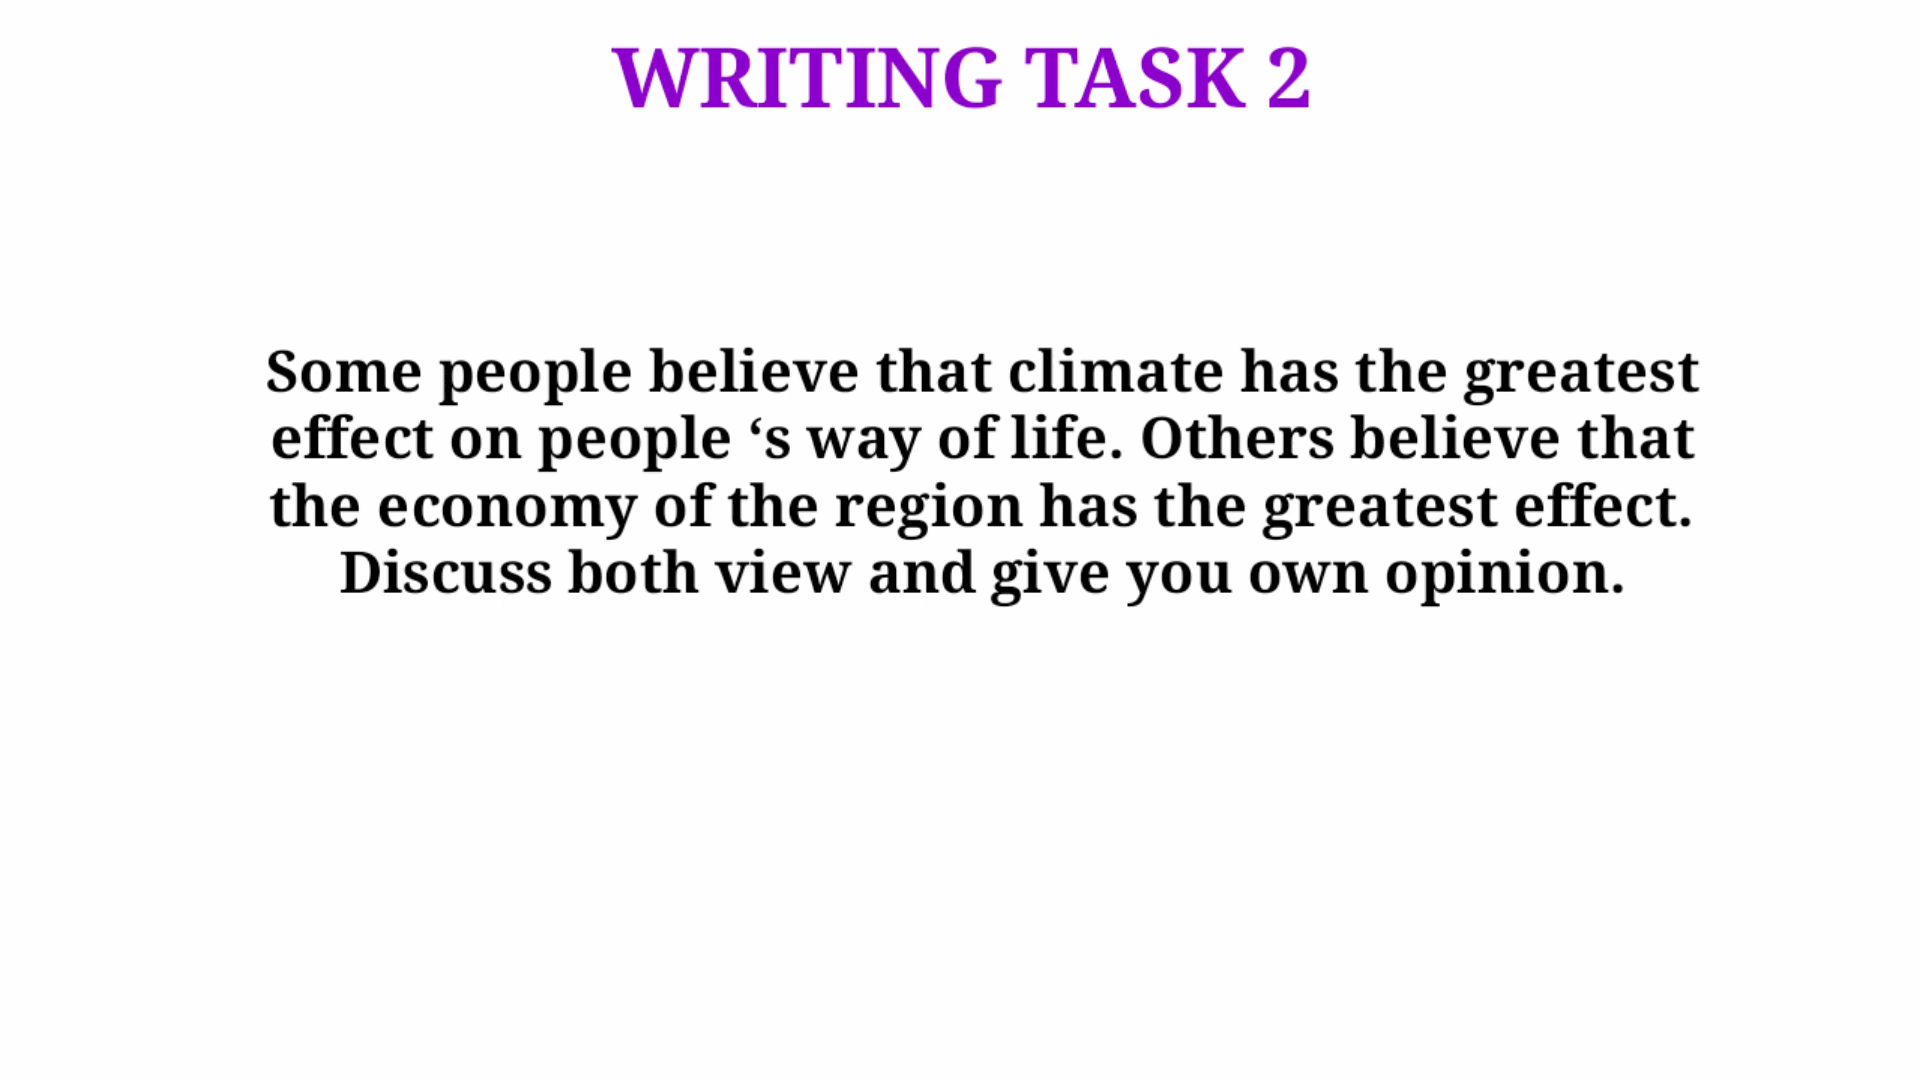 WRITING TASK 2
Some people believe that climate has the greatest
effect on people ‘s way of life. Others believe that
the economy of the region has the greatest effect.
Discuss both view and give you own opinion.